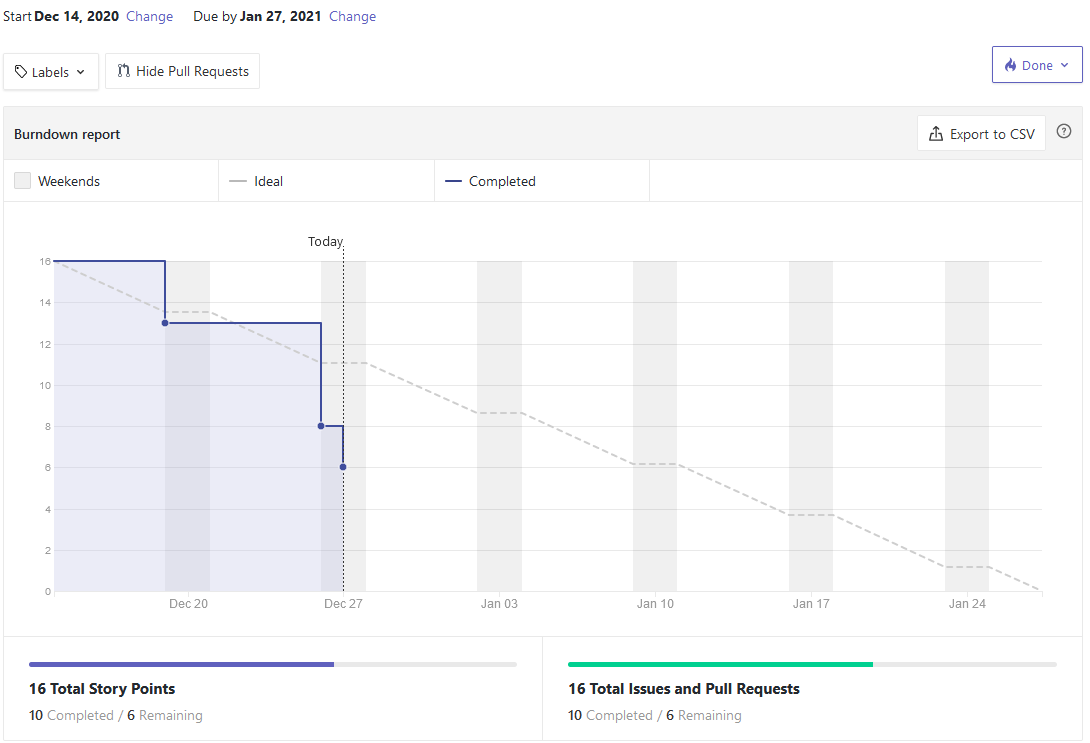 Start Dec 14, 2020 Change Due by Jan 27, 2021 Change
Labels Hide Pull Requests Done
Burndown report Export to CSV
Weekends Ideal Completed
Today
16
14
12
10
8
6
4
2
0
Dec 20 Dec 27 Jan 03 Jan 10 Jan 17 Jan 24
16 Total Story Points 16 Total Issues and Pull Requests
10 Completed / 6 Remaining 10 Completed / 6 Remaining